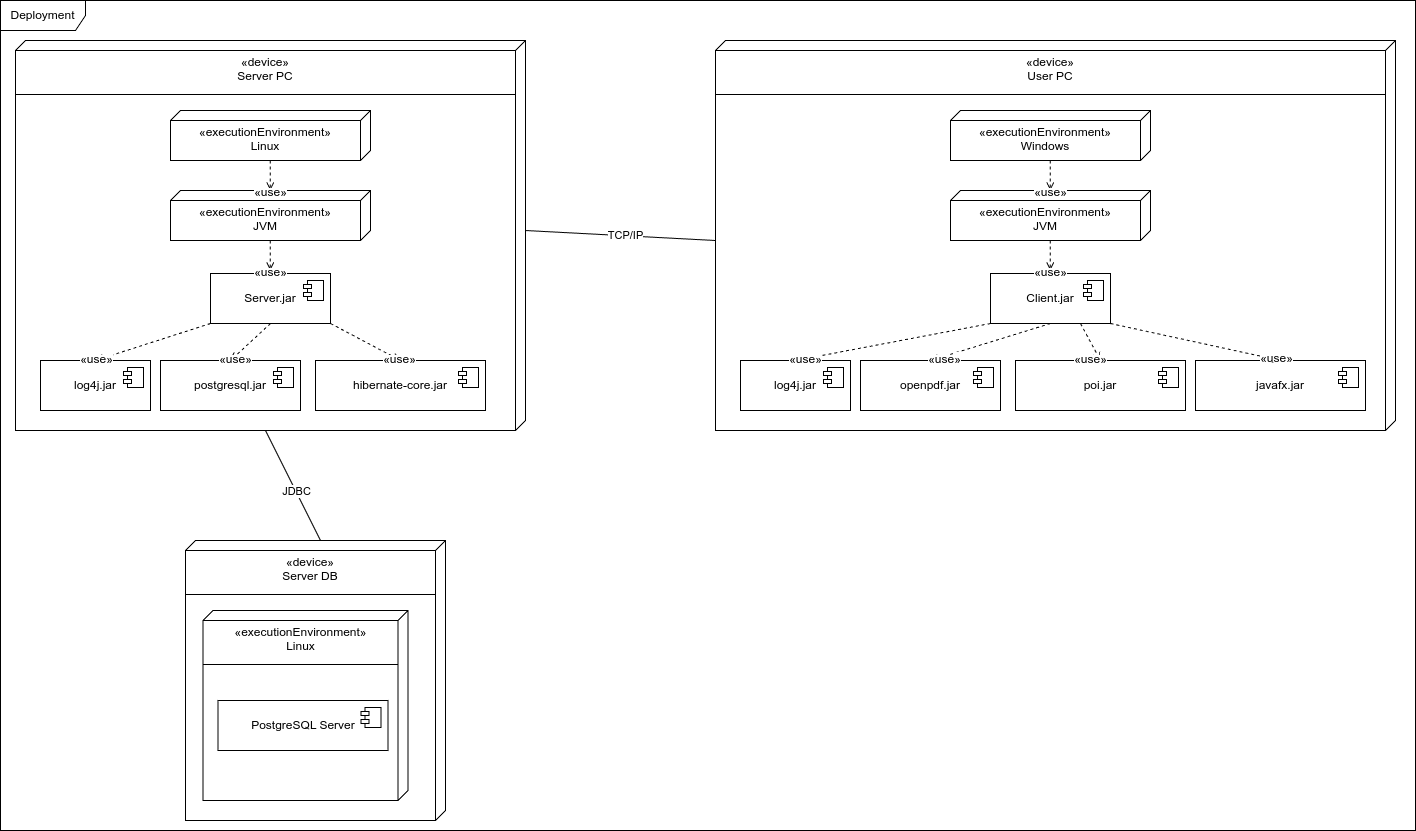 Deployment
«device»
Server PC
«executionEnvironment»
Linux
«use»
«executionEnvironment»
JVM
«use»
Server.jar
«use»
«use»
«use»
log4j.jar
postgresql.jar
hibernate-core.jar
TCP/IP
«device»
User PC
«executionEnvironment»
Windows
«use»
«executionEnvironment»
JVM
«use»
Client.jar
«use»
«use»
«use»
«use»
log4j.jar
openpdf.jar
poi.jar
javafx.jar
JDBC
«device»
Server DB
«executionEnvironment»
Linux
PostgreSQL Server